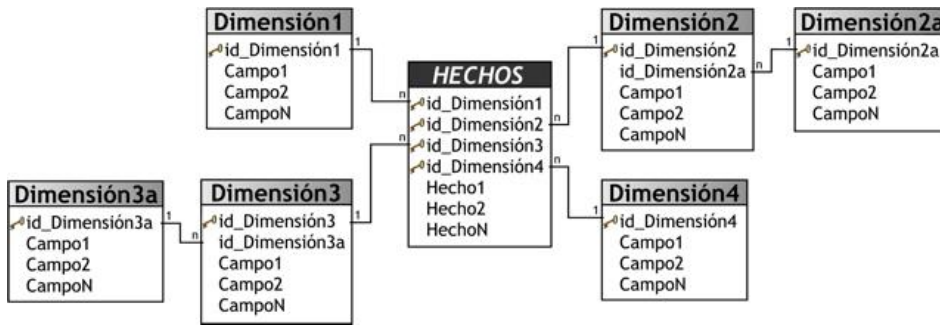 Dimensión1
id_Dimensión1
Campo1
Campo2
CampoN
1
n
HECHOS
id_Dimensión1
id_Dimensión2
id_Dimensión3
id_Dimensión4
Hecho1
Hecho2
HechoN
n
n
n
Dimensión2
1
id_Dimensión2
id_Dimensión2a
Campo1
Campo2
CampoN
n
1
Dimensión2a
id_Dimensión2a
Campo1
Campo2
CampoN
Dimensión3a
id_Dimensión3a
Campo1
Campo2
CampoN
1
n
Dimensión3
id_Dimensión3
id_Dimensión3a
Campo1
Campo2
CampoN
1
Dimensión4
1
id_Dimensión4
Campo1
Campo2
CampoN